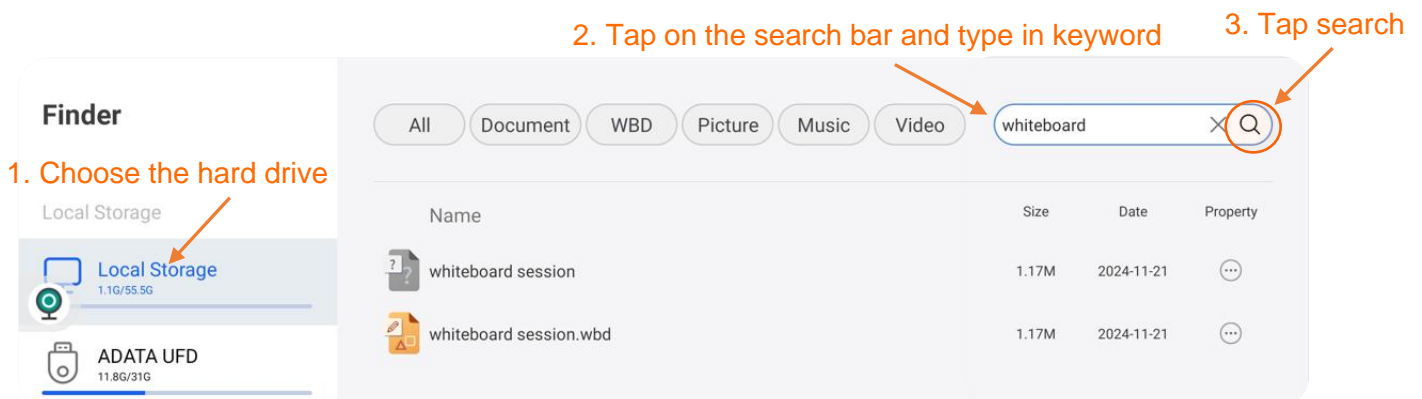 2. Tap on the search bar and type in keyword
3. Tap search
Finder
All Document WBD Picture Music Video
whiteboard
1. Choose the hard drive
Local Storage
Name Size Date Property
Local Storage
1.1G/55.5G
whiteboard session 1.17M 2024-11-21
whiteboard session.wbd 1.17M 2024-11-21
ADATA UFD
11.8G/31G